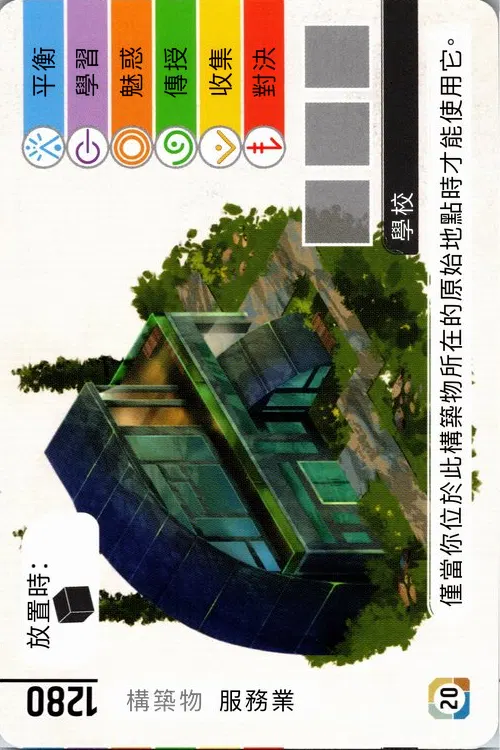 1280
構築物 服務業
放置時：
平衡
學習
魅惑
傳授
收集
對決
學校
僅當你位於此構築物所在的原始地點時才能使用它。
20